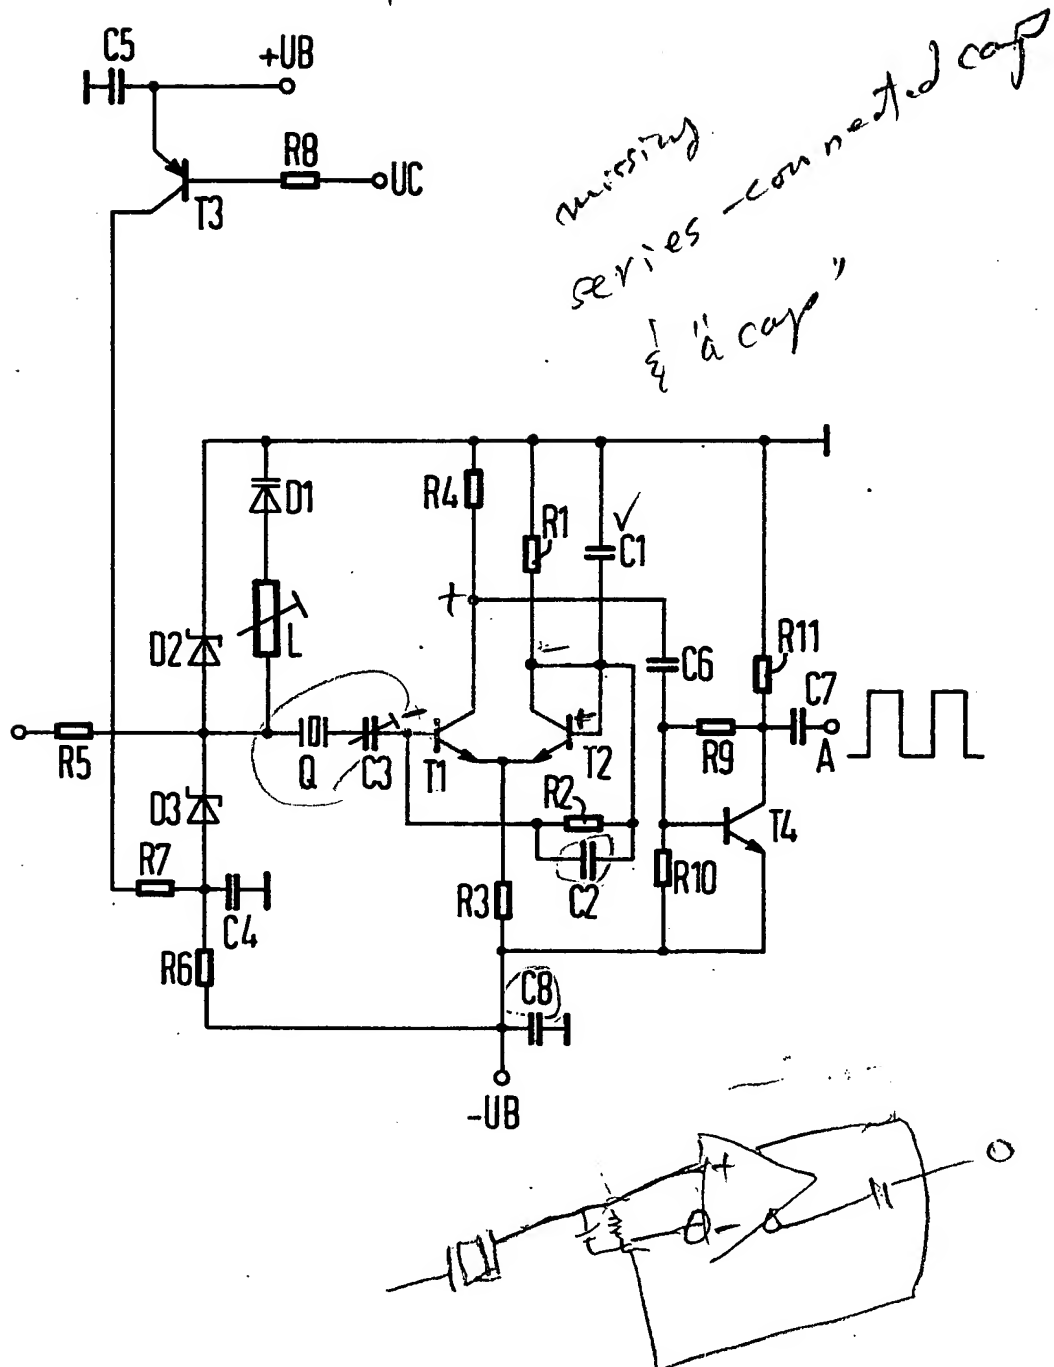 C5
+UB
R8
UC
T3
missing
series-connected cap
& "a cap"
D1
R4
R1
C1
+
L
D2
C6
R11
C7
R5
Q
C3
T1
+
T2
R9
A
D3
R2
T4
R7
C2
R10
C4
R3
R6
C8
-UB
+
-